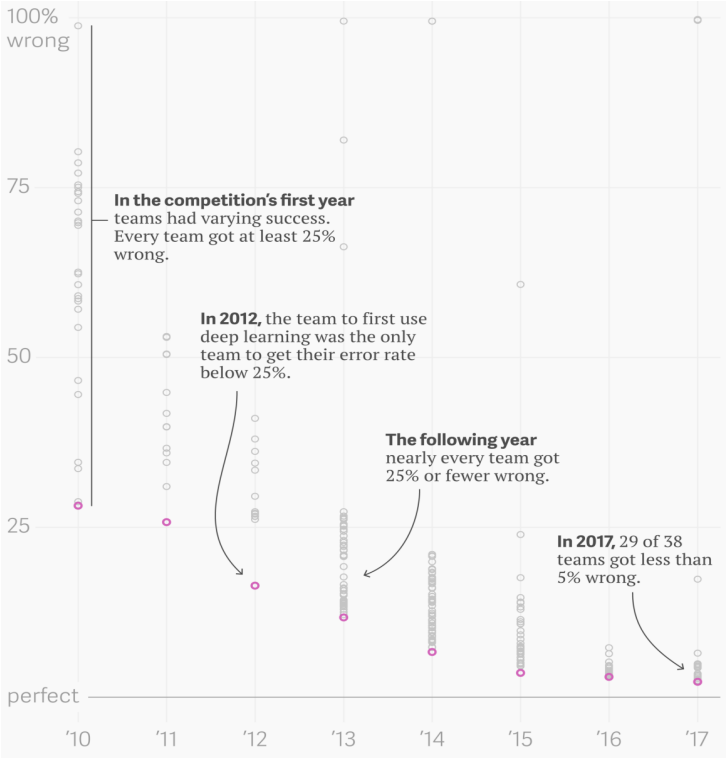 100%
wrong
75
In the competition’s first year
teams had varying success.
Every team got at least 25%
wrong.
In 2012, the team to first use
deep learning was the only
team to get their error rate
below 25%.
50
The following year
nearly every team got
25% or fewer wrong.
25
In 2017, 29 of 38
teams got less than
5% wrong.
perfect
’10 ’11 ’12 ’13 ’14 ’15 ’16 ’17